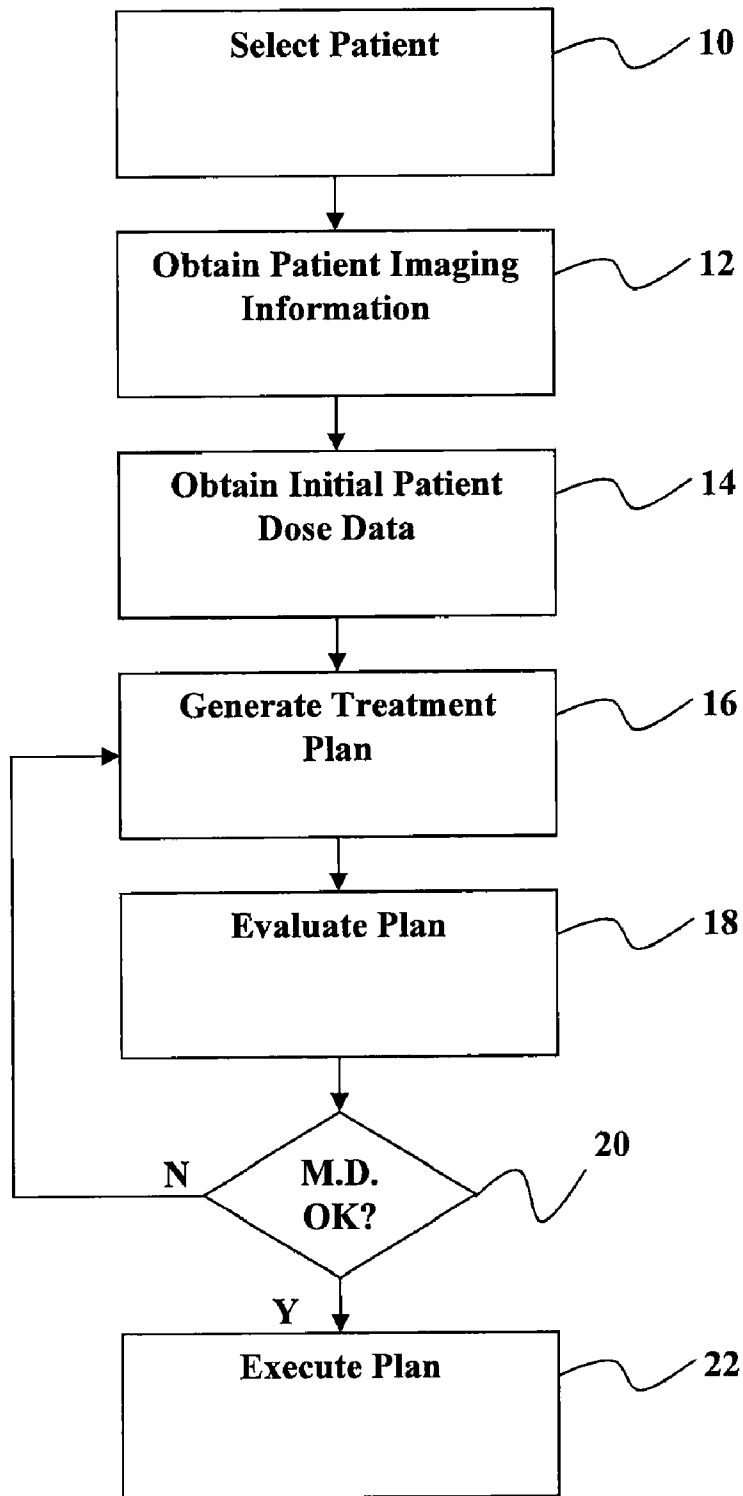 Select Patient
10
Obtain Patient Imaging
Information
12
Obtain Initial Patient
Dose Data
14
Generate Treatment
Plan
16
Evaluate Plan
18
M.D.
OK?
20
N
Y
Execute Plan
22